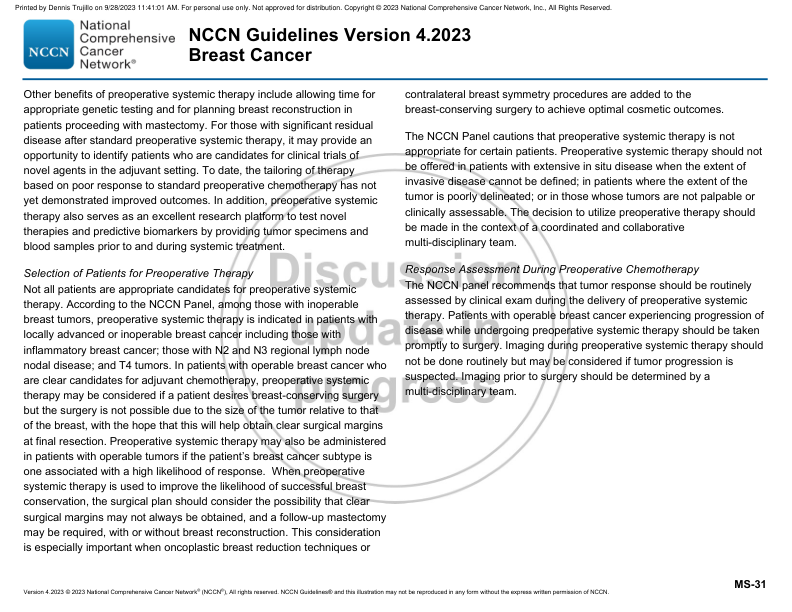 Printed by Dennis Trujillo on 9/28/2023 11:41:01 AM. For personal use only. Not approved for distribution. Copyright © 2023 National Comprehensive Cancer Network, Inc., All Rights Reserved.
NCCN
National
Comprehensive
Cancer
Network®
NCCN Guidelines Version 4.2023
Breast Cancer
Other benefits of preoperative systemic therapy include allowing time for
appropriate genetic testing and for planning breast reconstruction in
patients proceeding with mastectomy. For those with significant residual
disease after standard preoperative systemic therapy, it may provide an
opportunity to identify patients who are candidates for clinical trials of
novel agents in the adjuvant setting. To date, the tailoring of therapy
based on poor response to standard preoperative chemotherapy has not
yet demonstrated improved outcomes. In addition, preoperative systemic
therapy also serves as an excellent research platform to test novel
therapies and predictive biomarkers by providing tumor specimens and
blood samples prior to and during systemic treatment.
Selection of Patients for Preoperative Therapy
Not all patients are appropriate candidates for preoperative systemic
therapy. According to the NCCN Panel, among those with inoperable
breast tumors, preoperative systemic therapy is indicated in patients with
locally advanced or inoperable breast cancer including those with
inflammatory breast cancer; those with N2 and N3 regional lymph node
nodal disease; and T4 tumors. In patients with operable breast cancer who
are clear candidates for adjuvant chemotherapy, preoperative systemic
therapy may be considered if a patient desires breast-conserving surgery
but the surgery is not possible due to the size of the tumor relative to that
of the breast, with the hope that this will help obtain clear surgical margins
at final resection. Preoperative systemic therapy may also be administered
in patients with operable tumors if the patient's breast cancer subtype is
one associated with a high likelihood of response.  When preoperative
systemic therapy is used to improve the likelihood of successful breast
conservation, the surgical plan should consider the possibility that clear
surgical margins may not always be obtained, and a follow-up mastectomy
may be required, with or without breast reconstruction. This consideration
is especially important when oncoplastic breast reduction techniques or
contralateral breast symmetry procedures are added to the
breast-conserving surgery to achieve optimal cosmetic outcomes.
The NCCN Panel cautions that preoperative systemic therapy is not
appropriate for certain patients. Preoperative systemic therapy should not
be offered in patients with extensive in situ disease when the extent of
invasive disease cannot be defined; in patients where the extent of the
tumor is poorly delineated; or in those whose tumors are not palpable or
clinically assessable. The decision to utilize preoperative therapy should
be made in the context of a coordinated and collaborative
multi-disciplinary team.
Response Assessment During Preoperative Chemotherapy
The NCCN panel recommends that tumor response should be routinely
assessed by clinical exam during the delivery of preoperative systemic
therapy. Patients with operable breast cancer experiencing progression of
disease while undergoing preoperative systemic therapy should be taken
promptly to surgery. Imaging during preoperative systemic therapy should
not be done routinely but may be considered if tumor progression is
suspected. Imaging prior to surgery should be determined by a
multi-disciplinary team.
Discussion
update in
progress
MS-31
Version 4.2023 © 2023 National Comprehensive Cancer Network® (NCCN®), All rights reserved. NCCN Guidelines® and this illustration may not be reproduced in any form without the express written permission of NCCN.